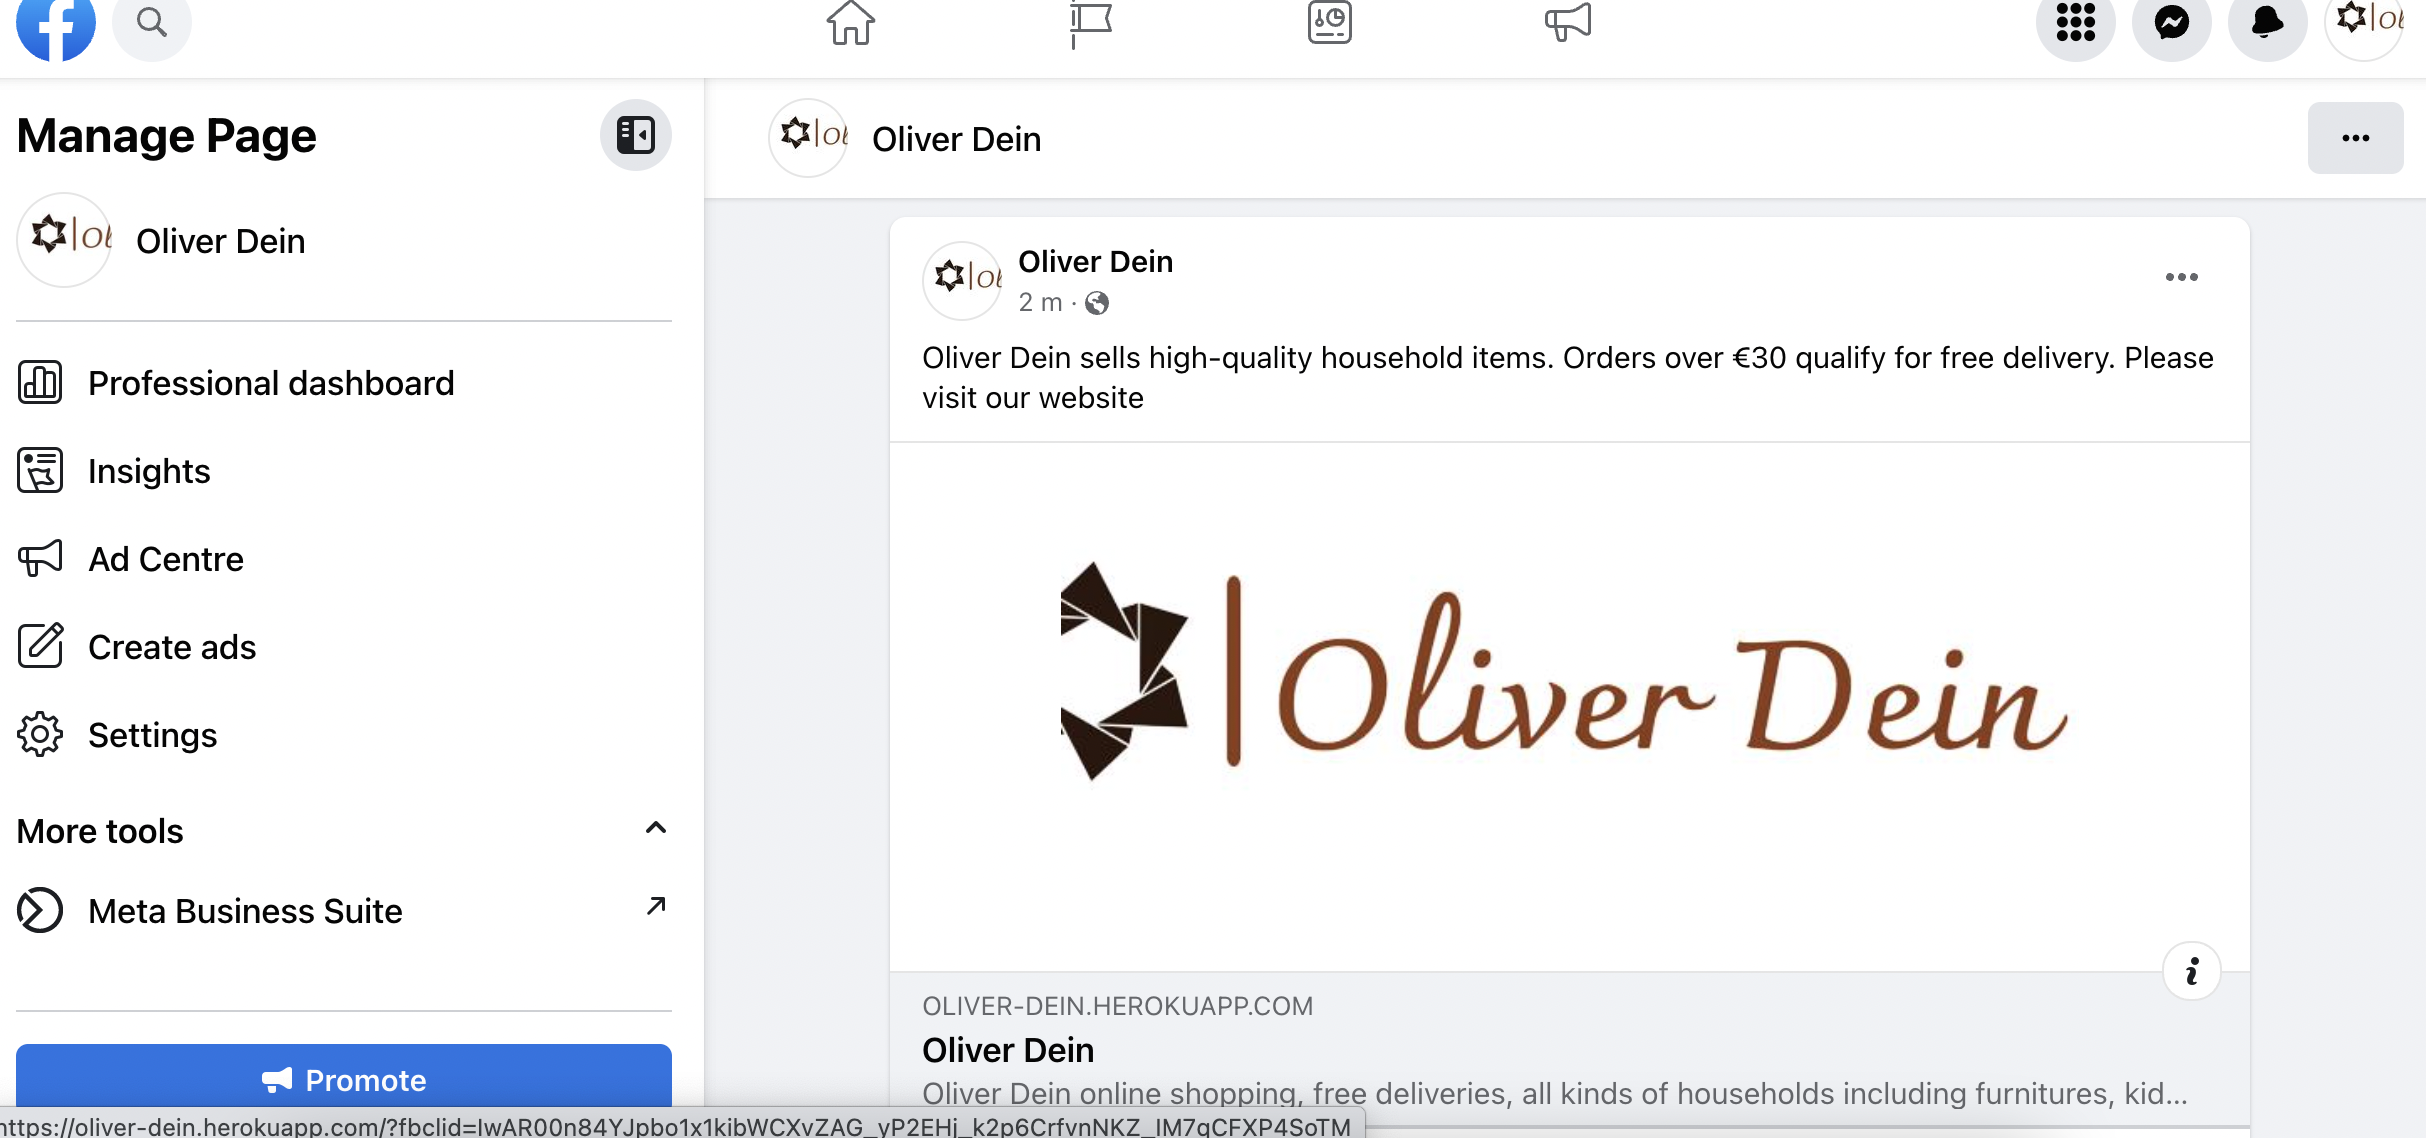 Manage Page
Oliver Dein
Professional dashboard
Insights
Ad Centre
Create ads
Settings
More tools
Meta Business Suite
Promote
Oliver Dein
Oliver Dein
2 m ·
Oliver Dein sells high-quality household items. Orders over €30 qualify for free delivery. Please
visit our website
Oliver Dein
OLIVER-DEIN.HEROKUAPP.COM
Oliver Dein
Oliver Dein online shopping, free deliveries, all kinds of households including furnitures, kid...
https://oliver-dein.herokuapp.com/?fbclid=IwAR00n84YJpbo1x1kibWCXvZAG_yP2EHj_k2p6CrfvnNKZ_IM7qCFXP4SoTM